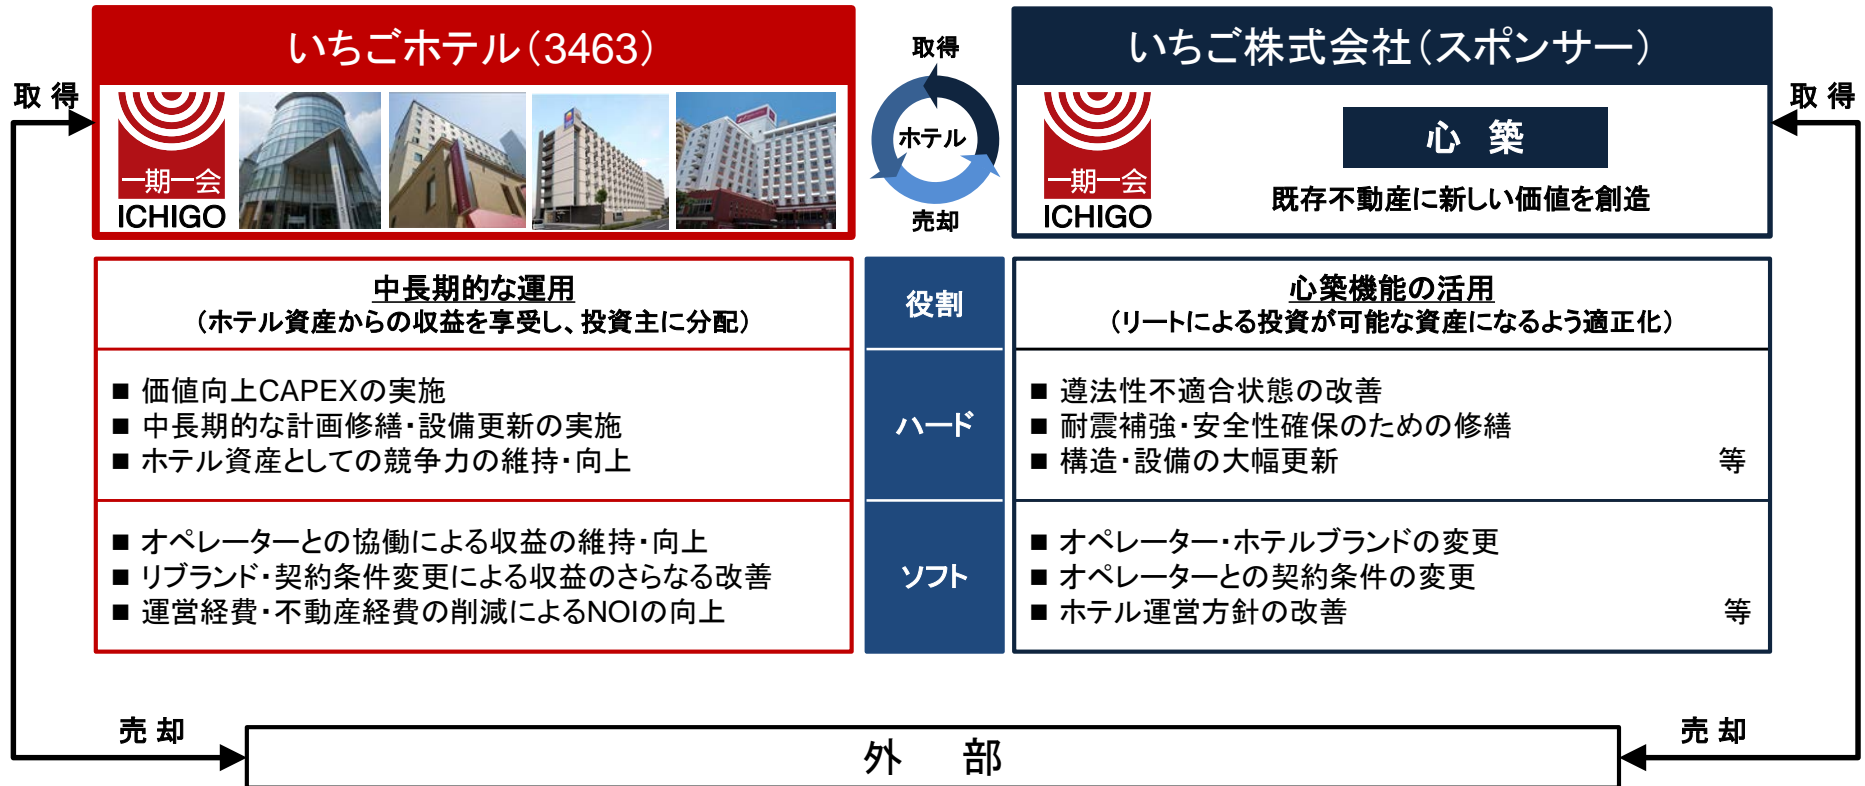 いちごホテル(3463)
取得
いちご株式会社(スポンサー)
取 得
一期一会
ICHIGO
ホテル
売却
一期一会
ICHIGO
心 築
既存不動産に新しい価値を創造
取 得
中長期的な運用
(ホテル資産からの収益を享受し、投資主に分配)
役割
心築機能の活用
(リートによる投資が可能な資産になるよう適正化)
■ 価値向上CAPEXの実施
■ 中長期的な計画修繕・設備更新の実施
■ ホテル資産としての競争力の維持・向上
ハード
■ 遵法性不適合状態の改善
■ 耐震補強・安全性確保のための修繕
■ 構造・設備の大幅更新 等
■ オペレーターとの協働による収益の維持・向上
■ リブランド・契約条件変更による収益のさらなる改善
■ 運営経費・不動産経費の削減によるNOIの向上
ソフト
■ オペレーター・ホテルブランドの変更
■ オペレーターとの契約条件の変更
■ ホテル運営方針の改善 等
売 却
外 部
売 却